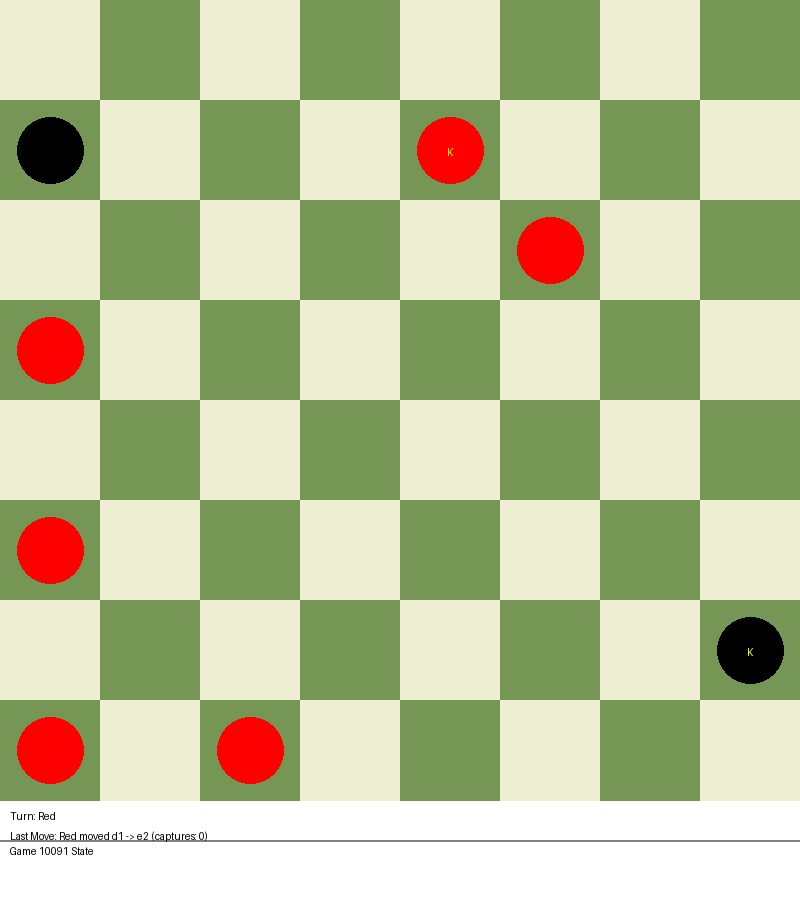 K
K
Turn: Red
Last Move: Red moved d1 -> e2 (captures: 0)
Game 10091 State